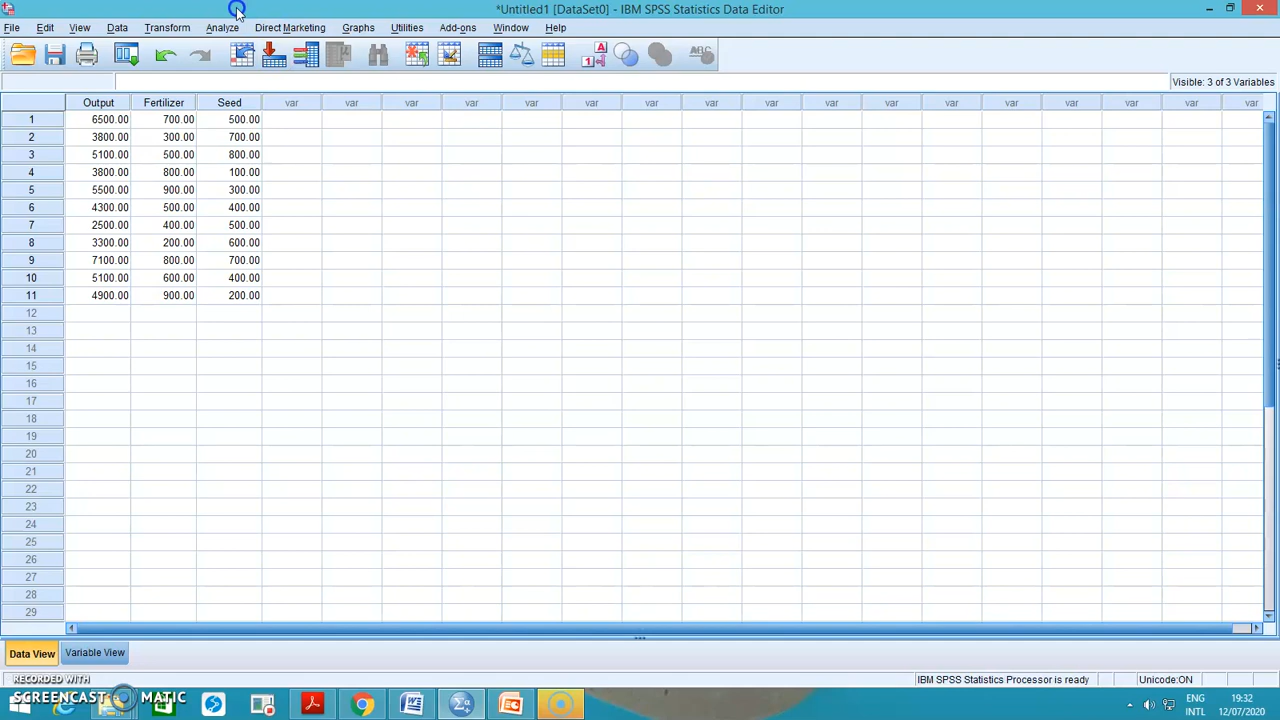 *Untitled1 [DataSet0] - IBM SPSS Statistics Data Editor
File Edit View Data Transform Analyze Direct Marketing Graphs Utilities Add-ons Window Help
Visible: 3 of 3 Variables
Output Fertilizer Seed var var var var var var var var var var var var var var var var var
1 6500.00 700.00 500.00
2 3800.00 300.00 700.00
3 5100.00 500.00 800.00
4 3800.00 800.00 100.00
5 5500.00 900.00 300.00
6 4300.00 500.00 400.00
7 2500.00 400.00 500.00
8 3300.00 200.00 600.00
9 7100.00 800.00 700.00
10 5100.00 600.00 400.00
11 4900.00 900.00 200.00
12
13
14
15
16
17
18
19
20
21
22
23
24
25
26
27
28
29
Data View Variable View
IBM SPSS Statistics Processor is ready Unicode:ON
RECORDED WITH
SCREENCAST MATIC
ENG 19:32
INTL 12/07/2020